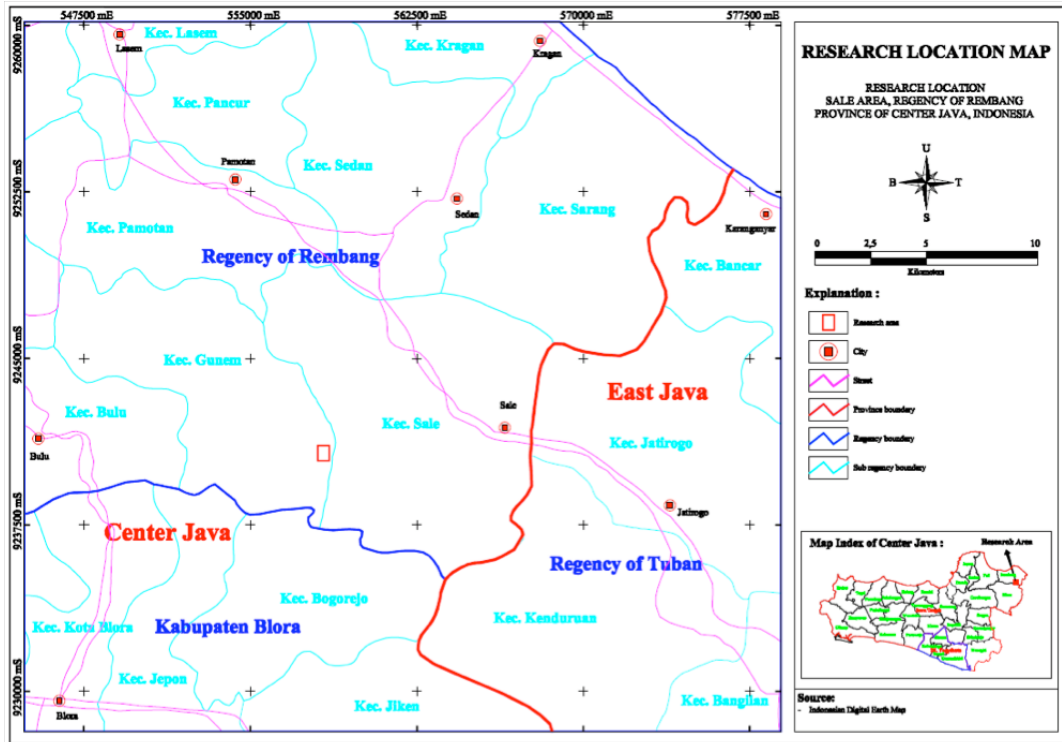 547500 mE
555000 mE
562500 mE
570000 mE
577500 mE
9260000 mS
9252500 mS
9245000 mS
9237500 mS
9230000 mS
Kec. Lasem
Lasem
Kec. Kragan
Kragan
Kec. Pancur
Pamotan
Kec. Sedan
Sedan
Kec. Sarang
Karanganyar
Kec. Pamotan
Regency of Rembang
Kec. Bancar
Kec. Gunem
East Java
Kec. Bulu
Bulu
Kec. Sale
Sale
Kec. Jatirogo
Jatirogo
Center Java
Regency of Tuban
Kec. Bogorejo
Kec. Kenduruan
Kec. Kota Blora
Kabupaten Blora
Kec. Jepon
Kec. Jiken
Kec. Bangilan
Blora
RESEARCH LOCATION MAP
RESEARCH LOCATION
SALE AREA, REGENCY OF REMBANG
PROVINCE OF CENTER JAVA, INDONESIA
U
B T
S
0 2,5 5 10
Kilometers
Explanation :
Research area
City
Street
Province boundary
Regency boundary
Sub regency boundary
Map Index of Center Java :
Research Area
Source:
- Indonesian Digital Earth Map